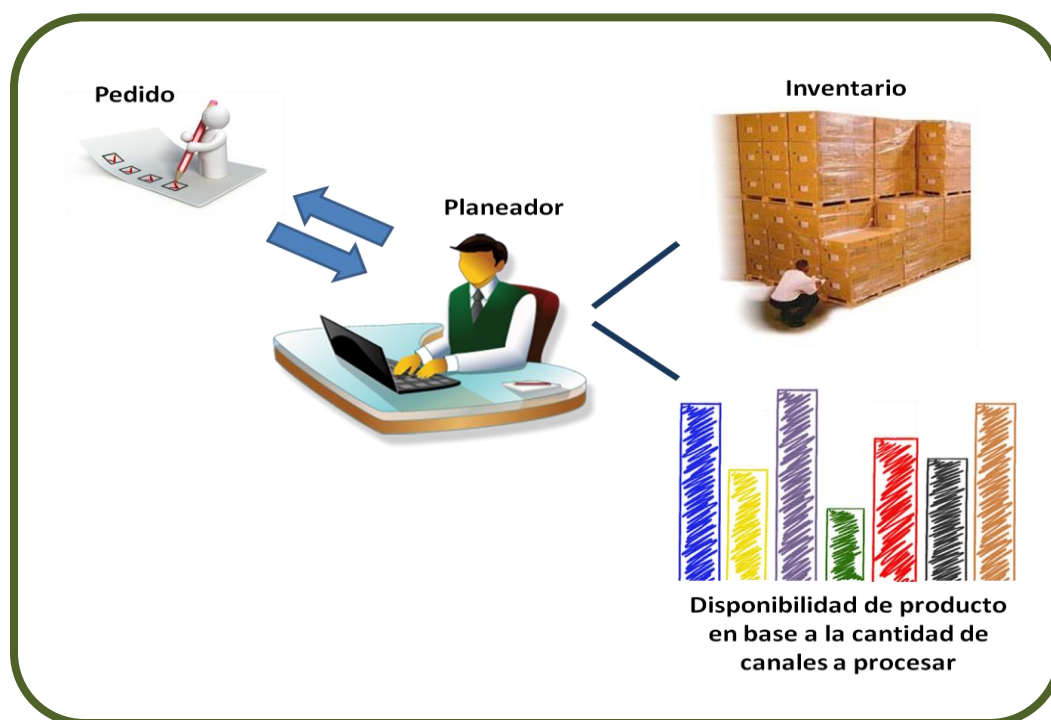 Pedido
Inventario
Planeador
Disponibilidad de producto
en base a la cantidad de
canales a procesar